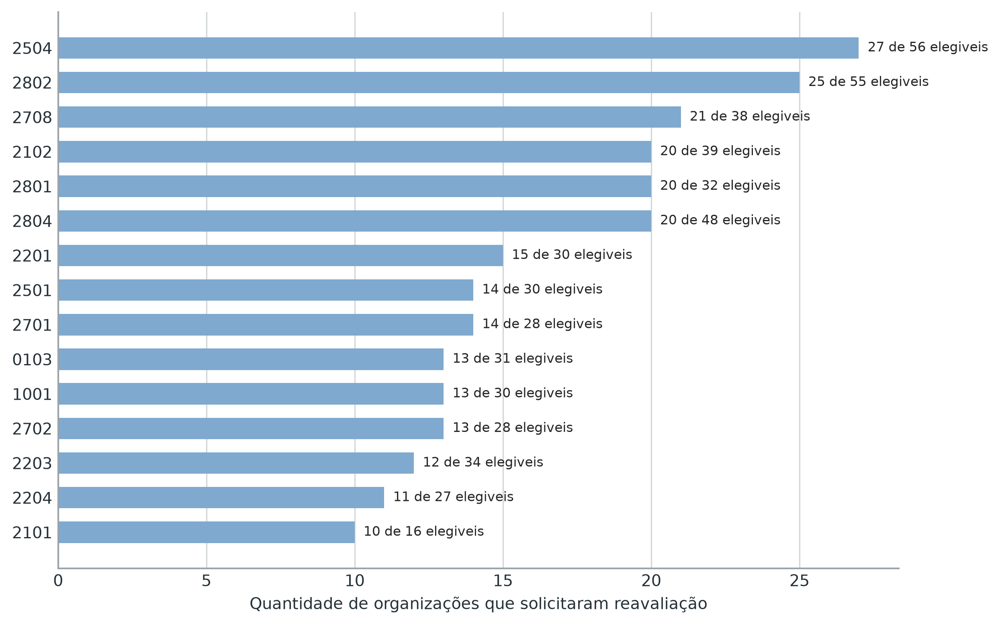 2504 27 de 56 elegiveis
2802 25 de 55 elegiveis
2708 21 de 38 elegiveis
2102 20 de 39 elegiveis
2801 20 de 32 elegiveis
2804 20 de 48 elegiveis
2201 15 de 30 elegiveis
2501 14 de 30 elegiveis
2701 14 de 28 elegiveis
0103 13 de 31 elegiveis
1001 13 de 30 elegiveis
2702 13 de 28 elegiveis
2203 12 de 34 elegiveis
2204 11 de 27 elegiveis
2101 10 de 16 elegiveis
0 5 10 15 20 25
Quantidade de organizações que solicitaram reavaliação